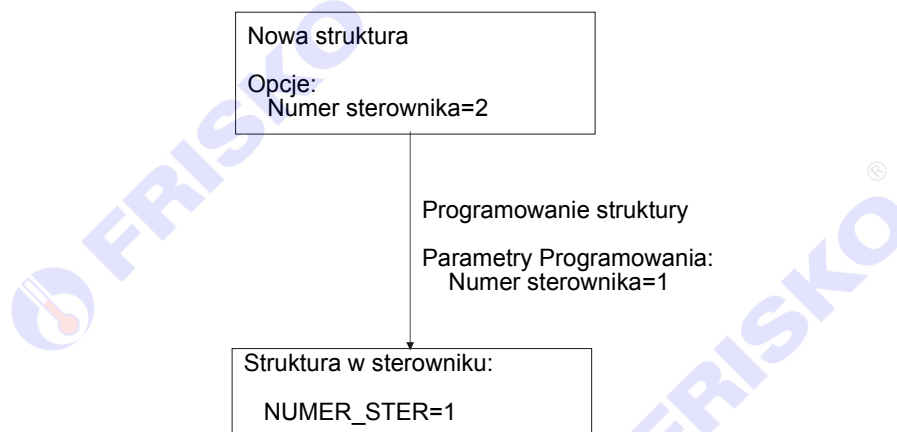 Nowa struktura
Opcje:
Numer sterownika=2
Programowanie struktury
Parametry Programowania:
Numer sterownika=1
Struktura w sterowniku:
NUMER_STER=1
FRISKO
®
FRISKO